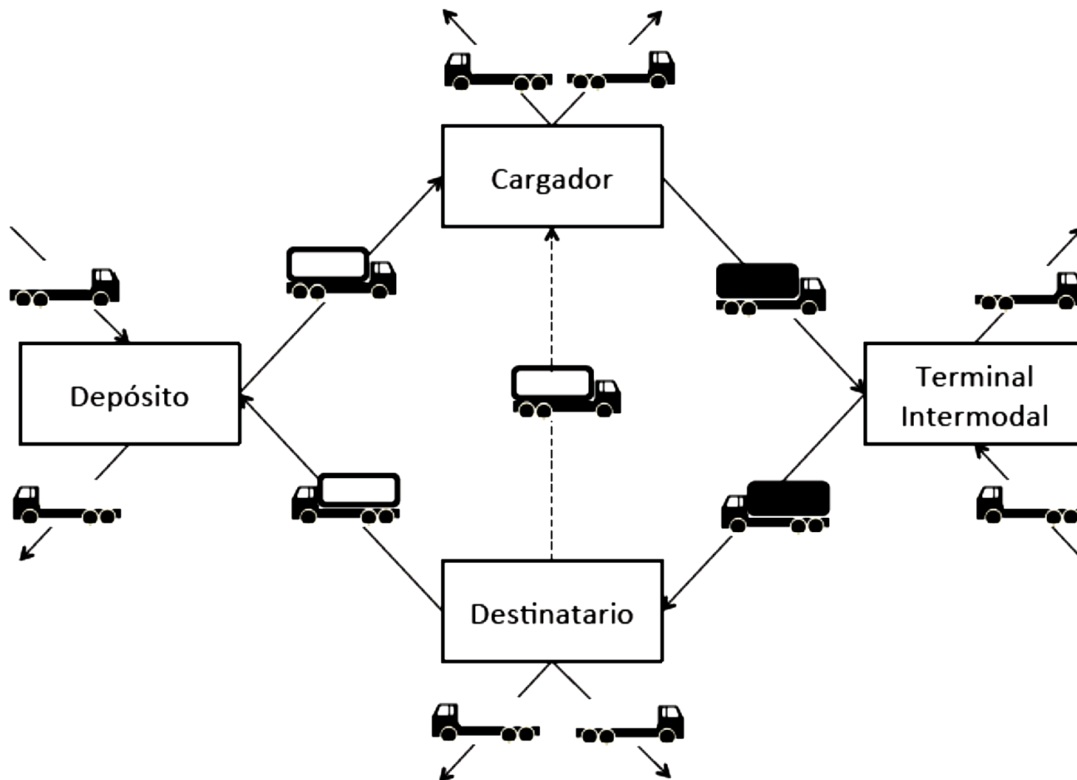 Cargador
Depósito
Terminal
Intermodal
Destinatario